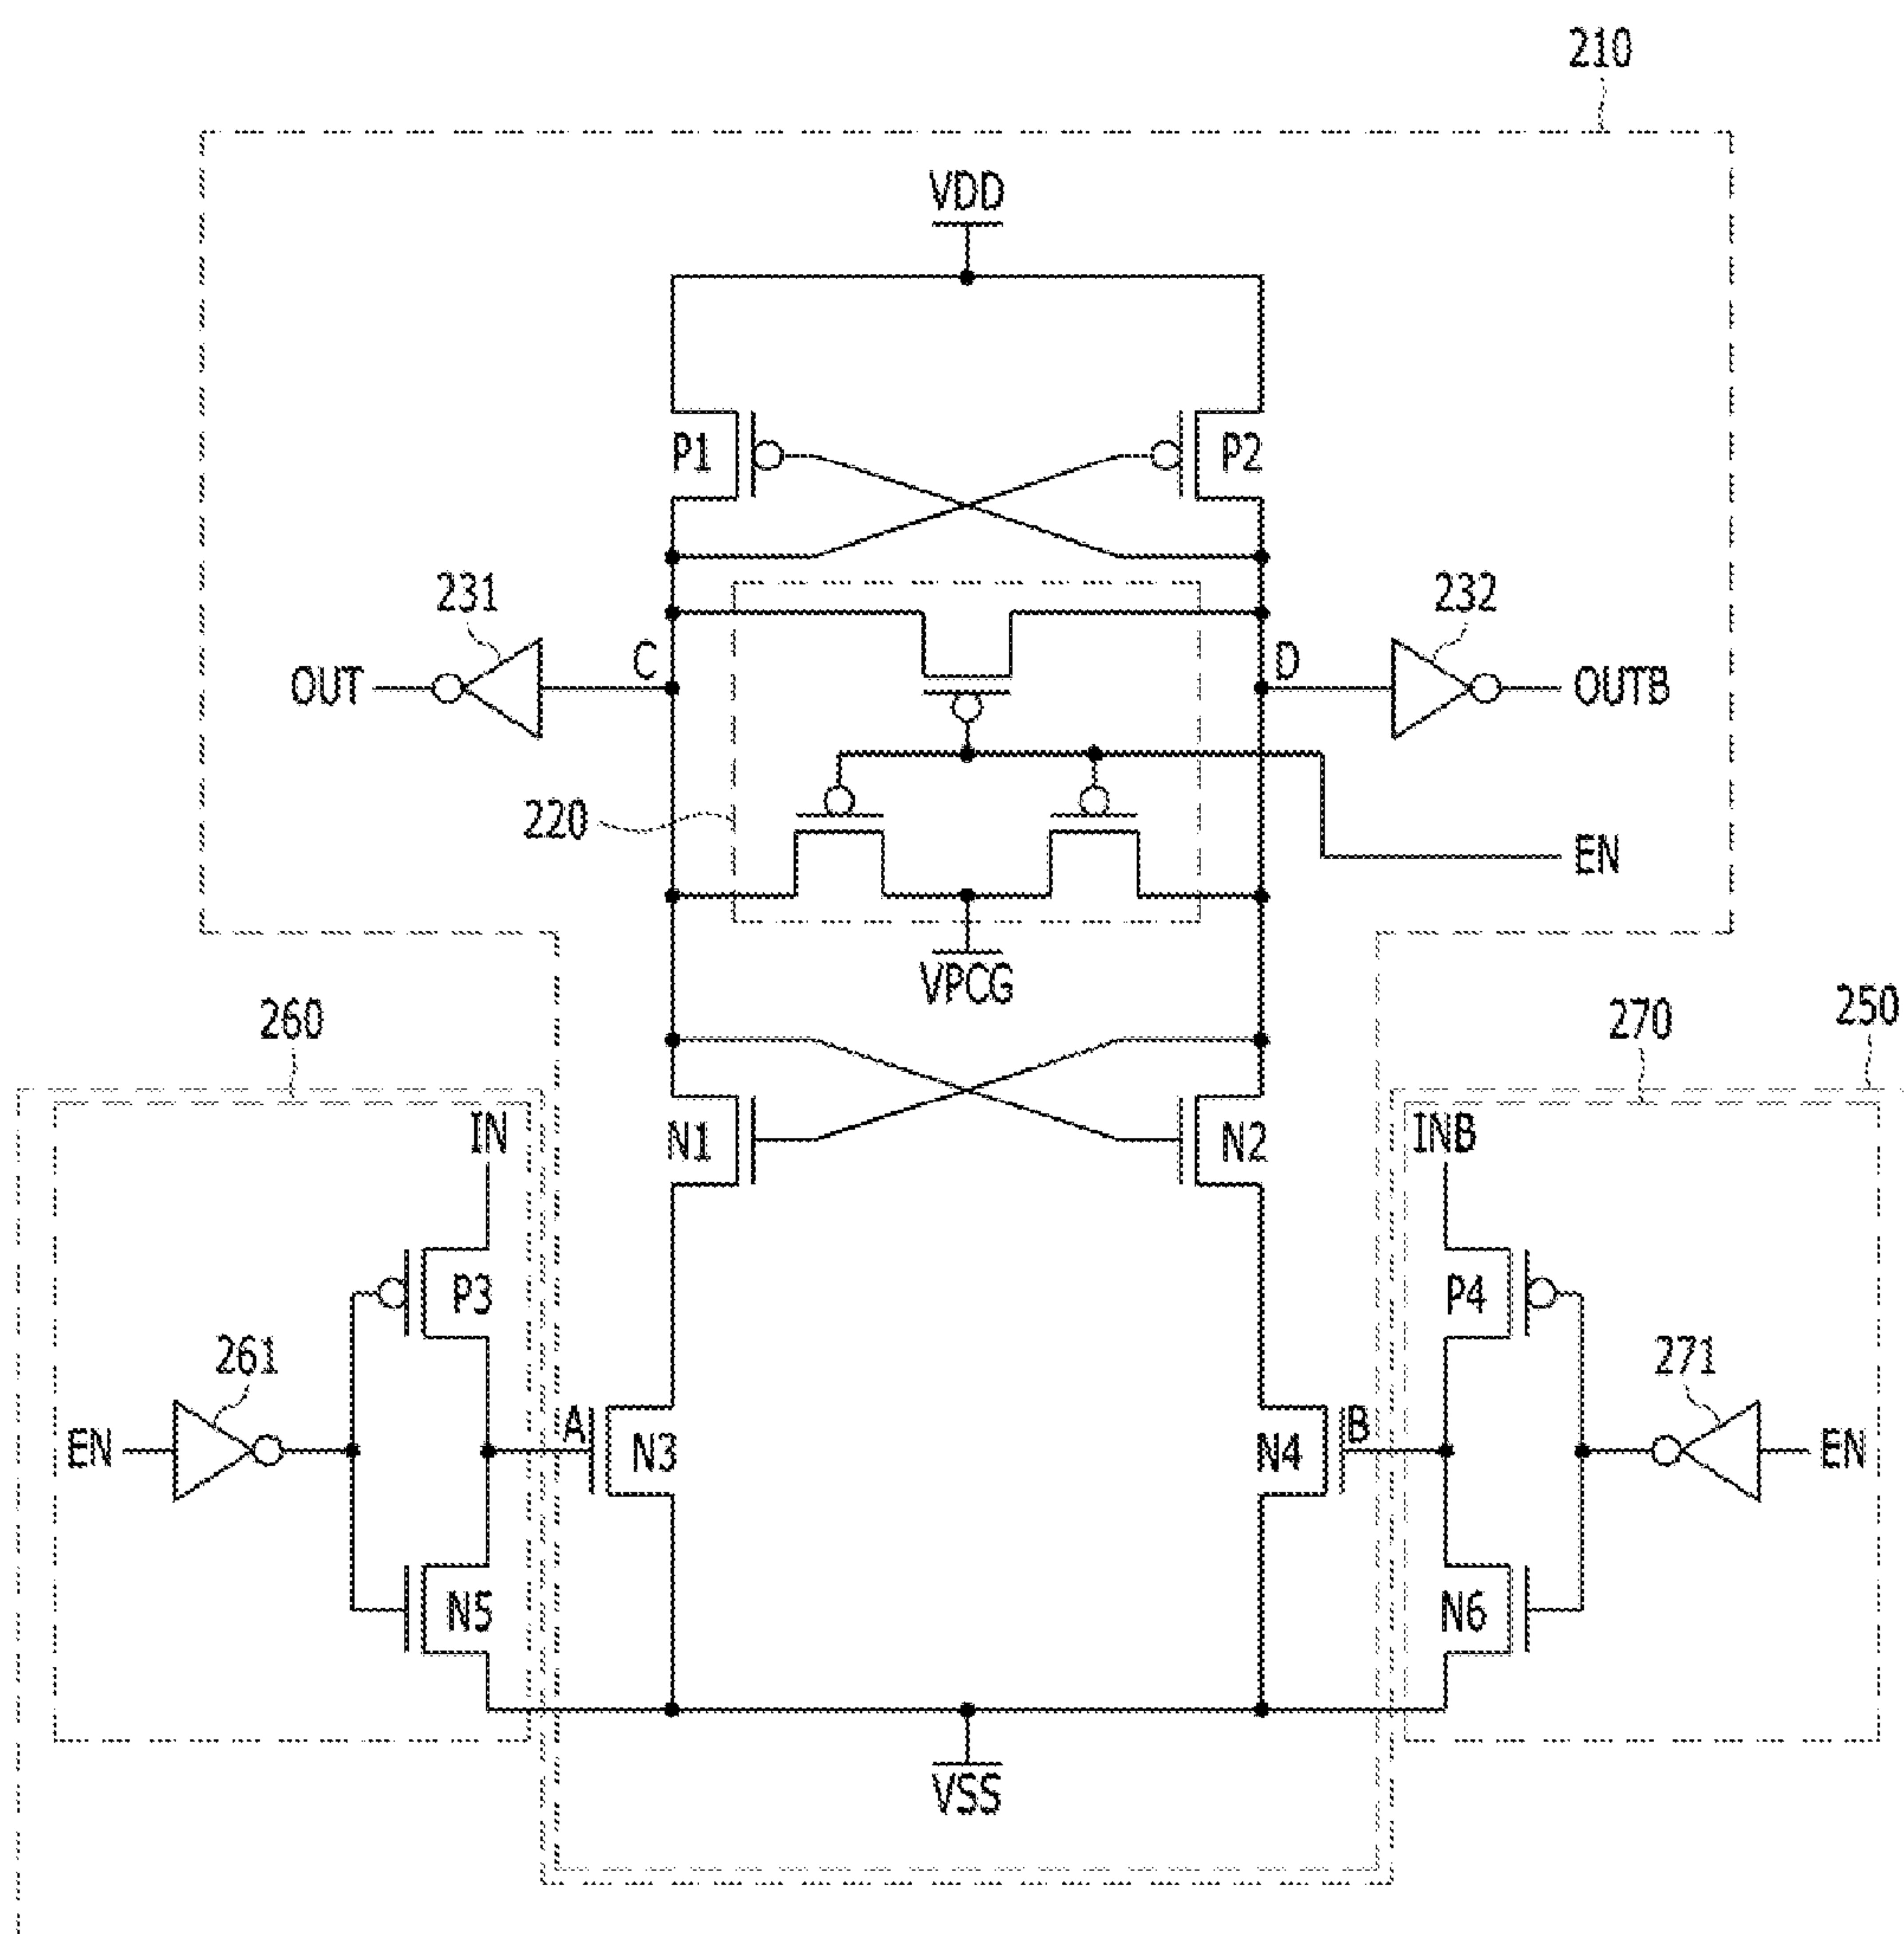 210
VDD
P1
P2
231
232
OUT
C
D
OUTB
220
EN
VPCG
260
270
250
IN
N1
N2
INB
P3
P4
261
271
EN
A
N3
N4
B
EN
N5
N6
VSS